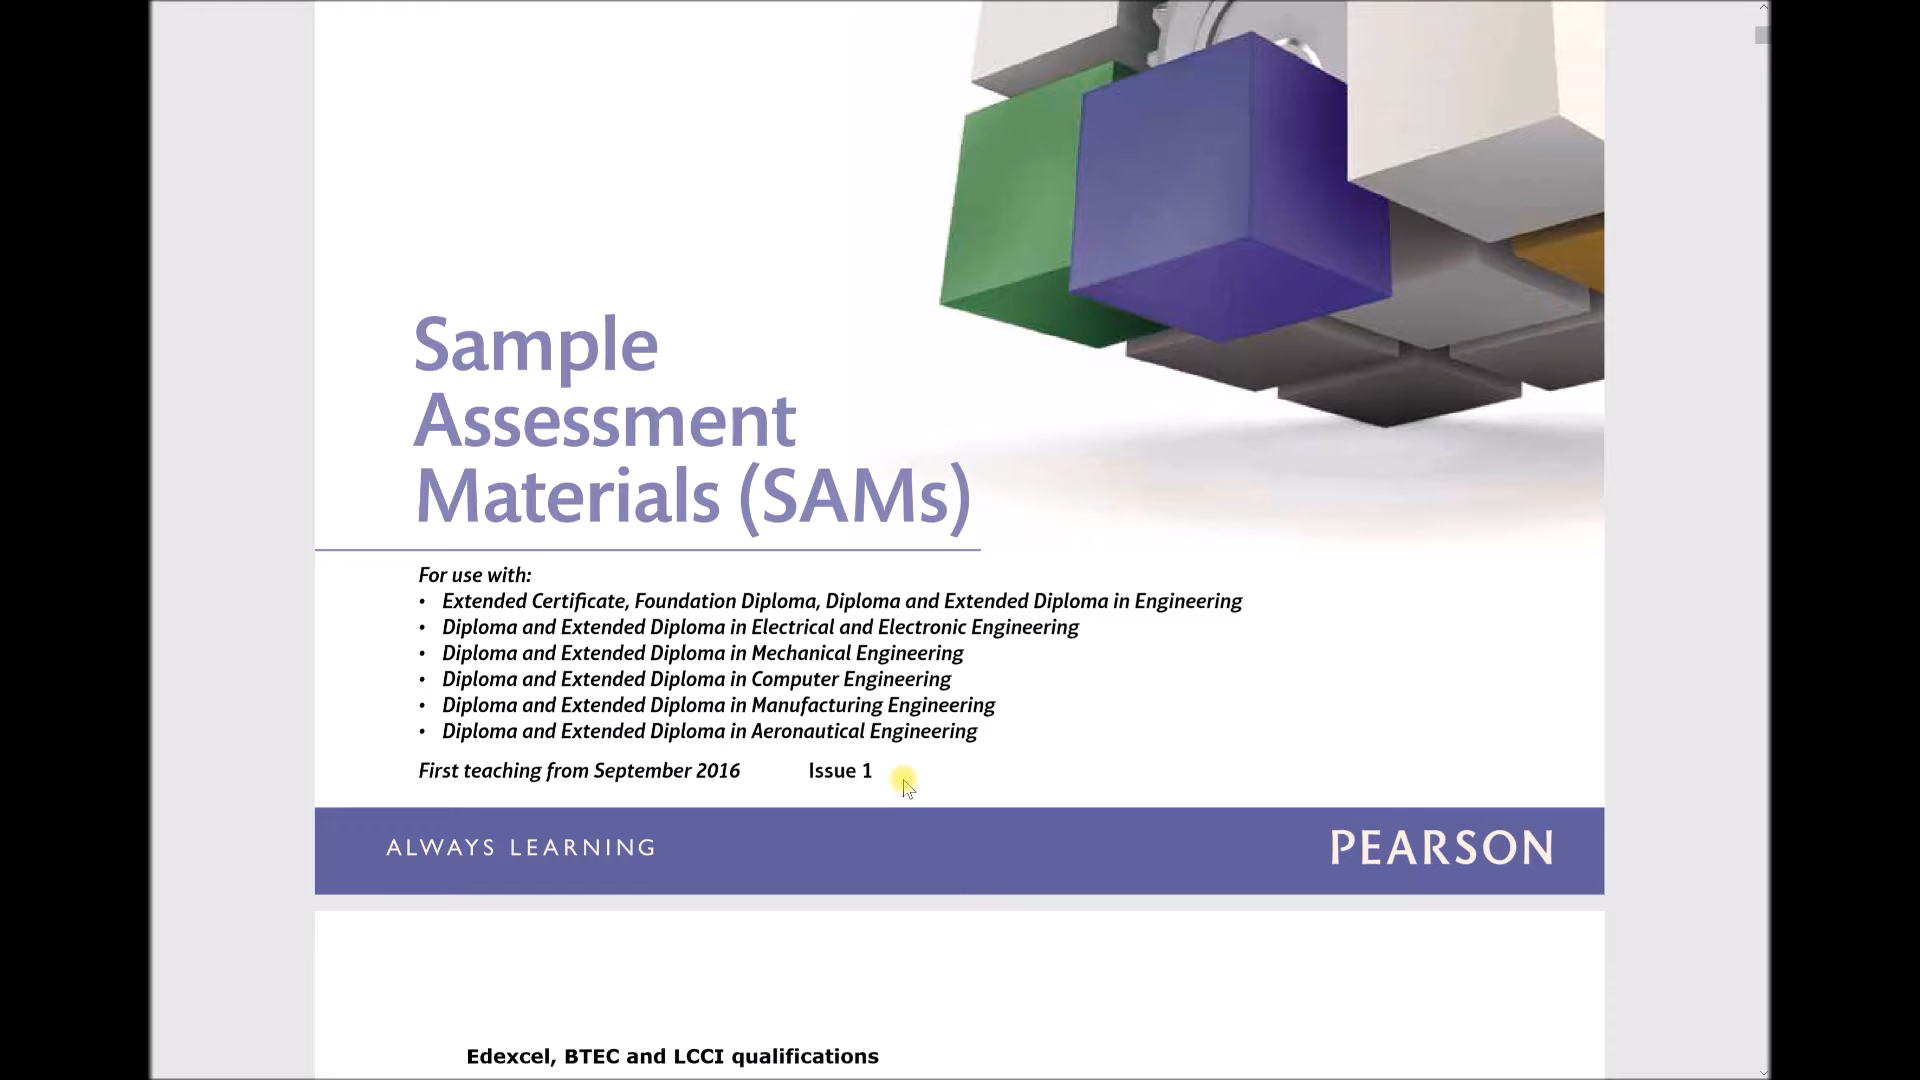 Sample
Assessment
Materials (SAMs)
For use with:
• Extended Certificate, Foundation Diploma, Diploma and Extended Diploma in Engineering
• Diploma and Extended Diploma in Electrical and Electronic Engineering
• Diploma and Extended Diploma in Mechanical Engineering
• Diploma and Extended Diploma in Computer Engineering
• Diploma and Extended Diploma in Manufacturing Engineering
• Diploma and Extended Diploma in Aeronautical Engineering
First teaching from September 2016 Issue 1
ALWAYS LEARNING PEARSON
Edexcel, BTEC and LCCI qualifications